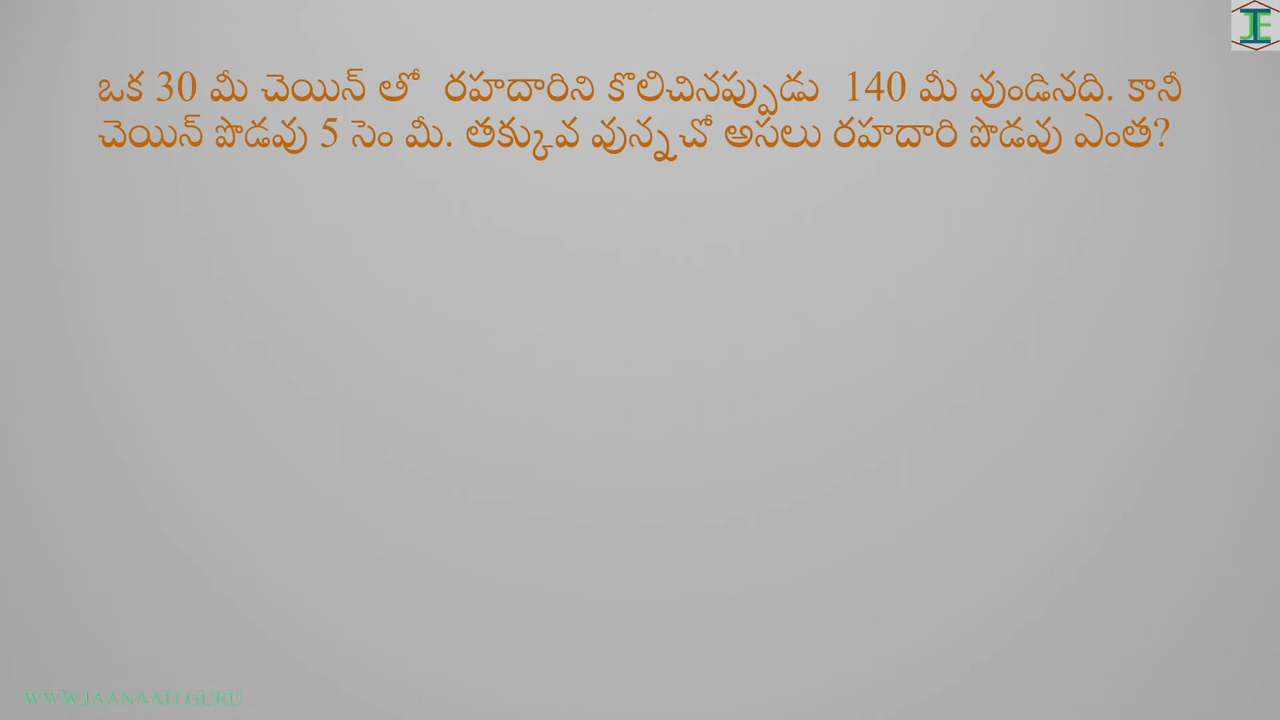 ఒక 30 మీ చెయిన్ తో రహదారిని కొలిచినప్పుడు 140 మీ వుండినది. కానీ
చెయిన్ పొడవు 5 సెం మీ. తక్కువ వున్నచో అసలు రహదారి పొడవు ఎంత?
WWW.JAANAATI.GURU